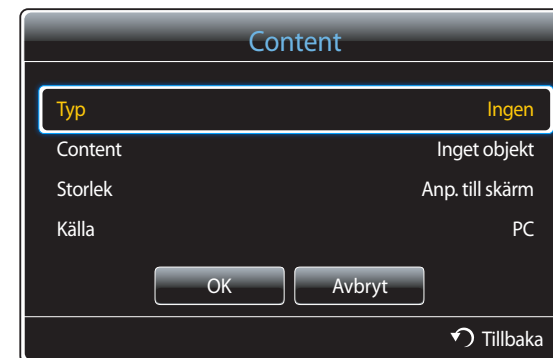 Content
Typ Ingen
Content Inget objekt
Storlek Anp. till skärm
Källa PC
OK Avbryt
Tillbaka